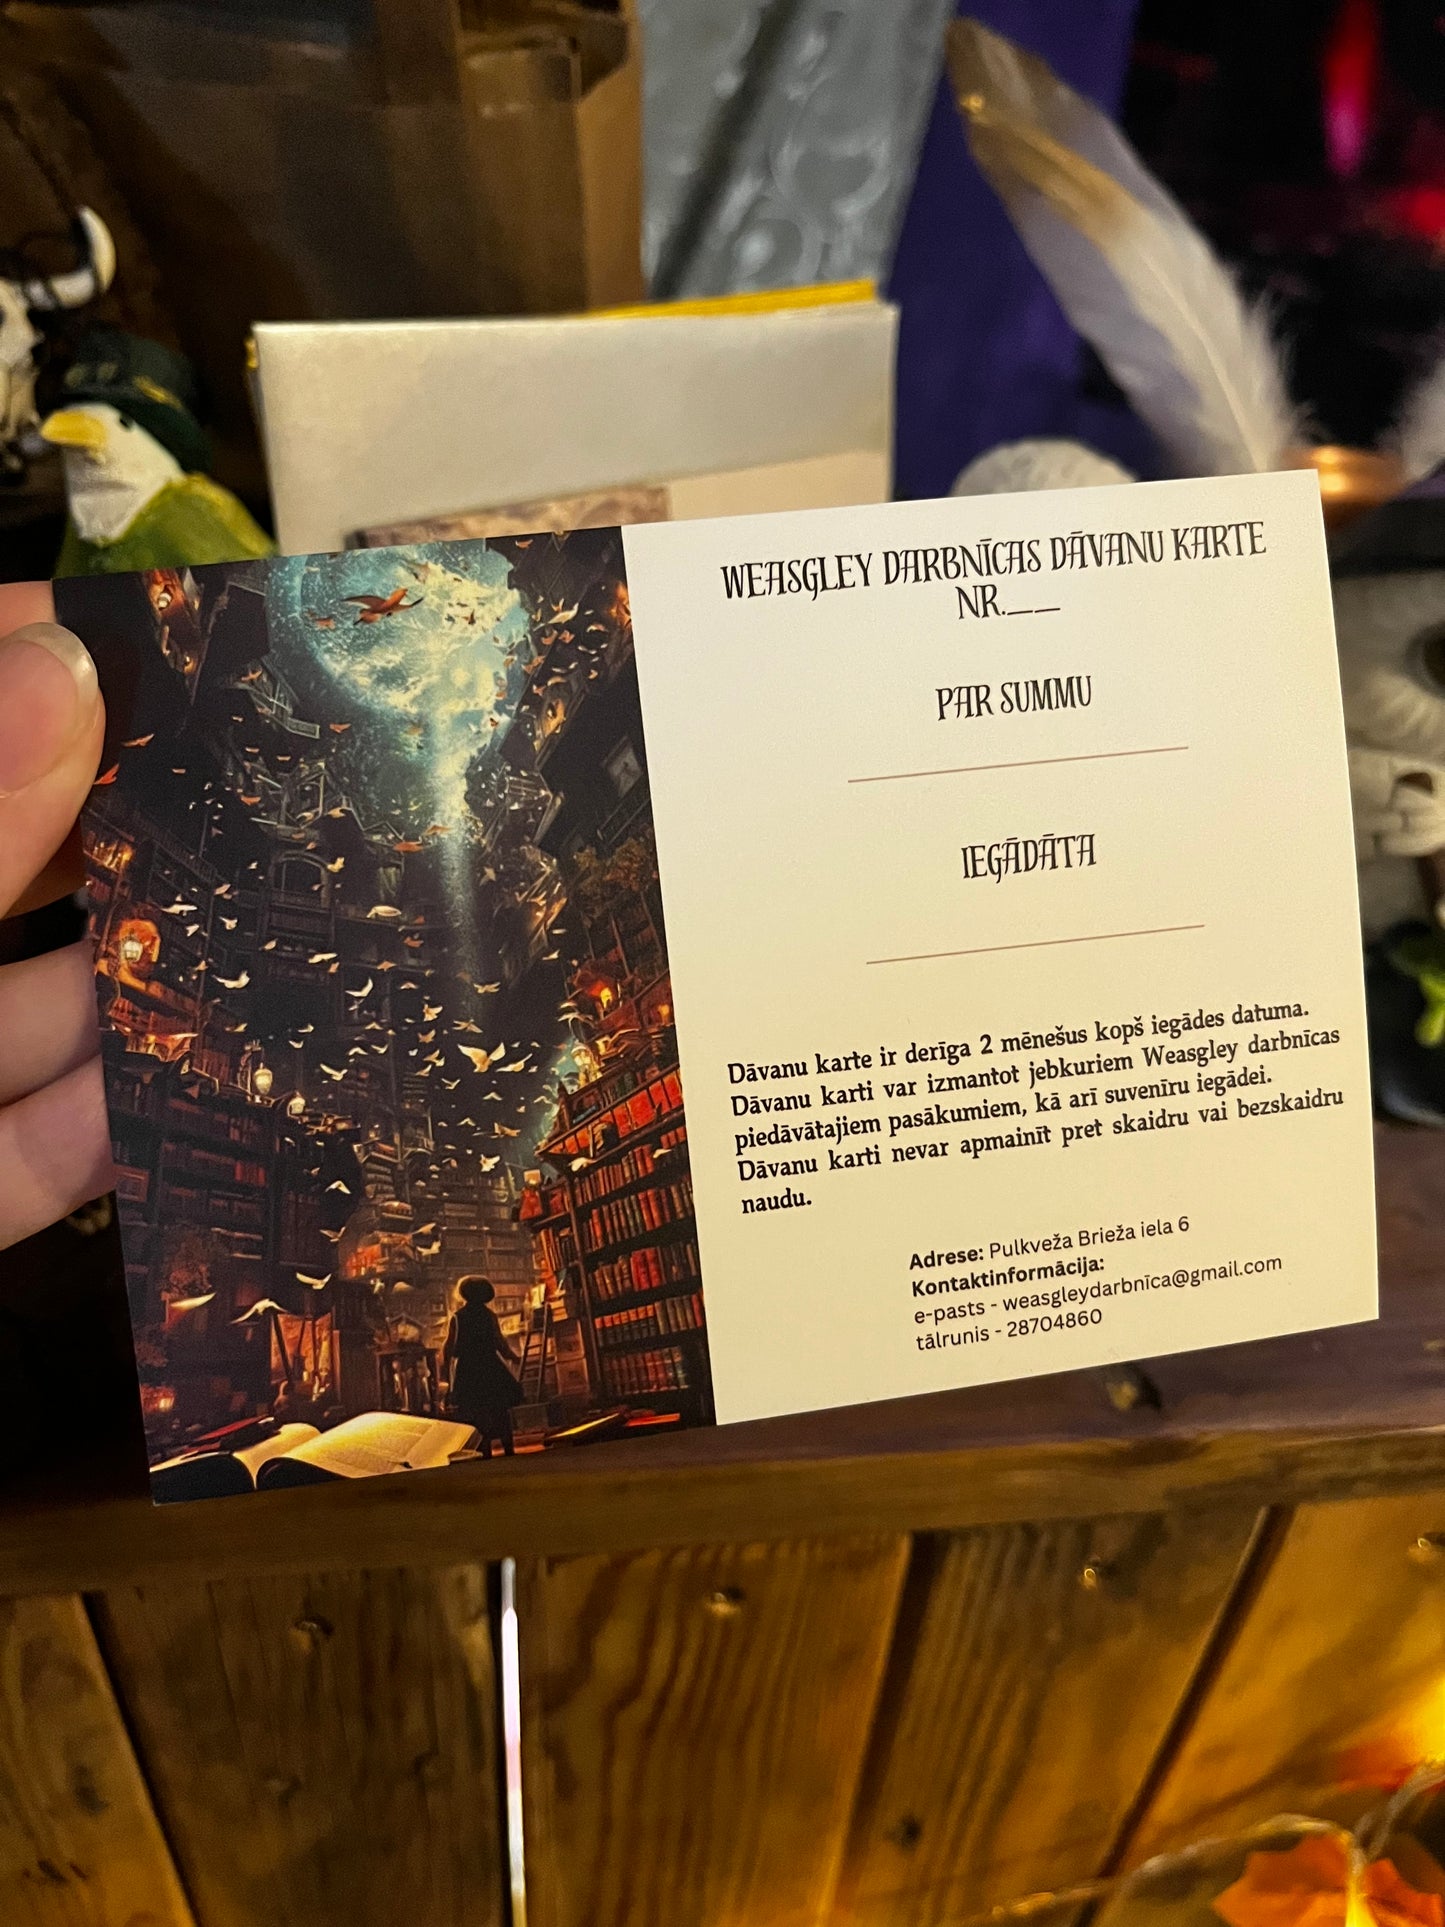 WEASGLEY DARBNĪCAS DĀVANU KARTE
NR.__
PAR SUMMU
IEGĀDĀTA
Dāvanu karte ir derīga 2 mēnešus kopš iegādes datuma.
Dāvanu karti var izmantot jebkuriem Weasgley darbnīcas
piedāvātajiem pasākumiem, kā arī suvenīru iegādei.
Dāvanu karti nevar apmainīt pret skaidru vai bezskaidru
naudu.
Adrese: Pulkveža Brieža iela 6
Kontaktinformācija:
e-pasts - weasgleydarbnīca@gmail.com
tālrunis - 28704860